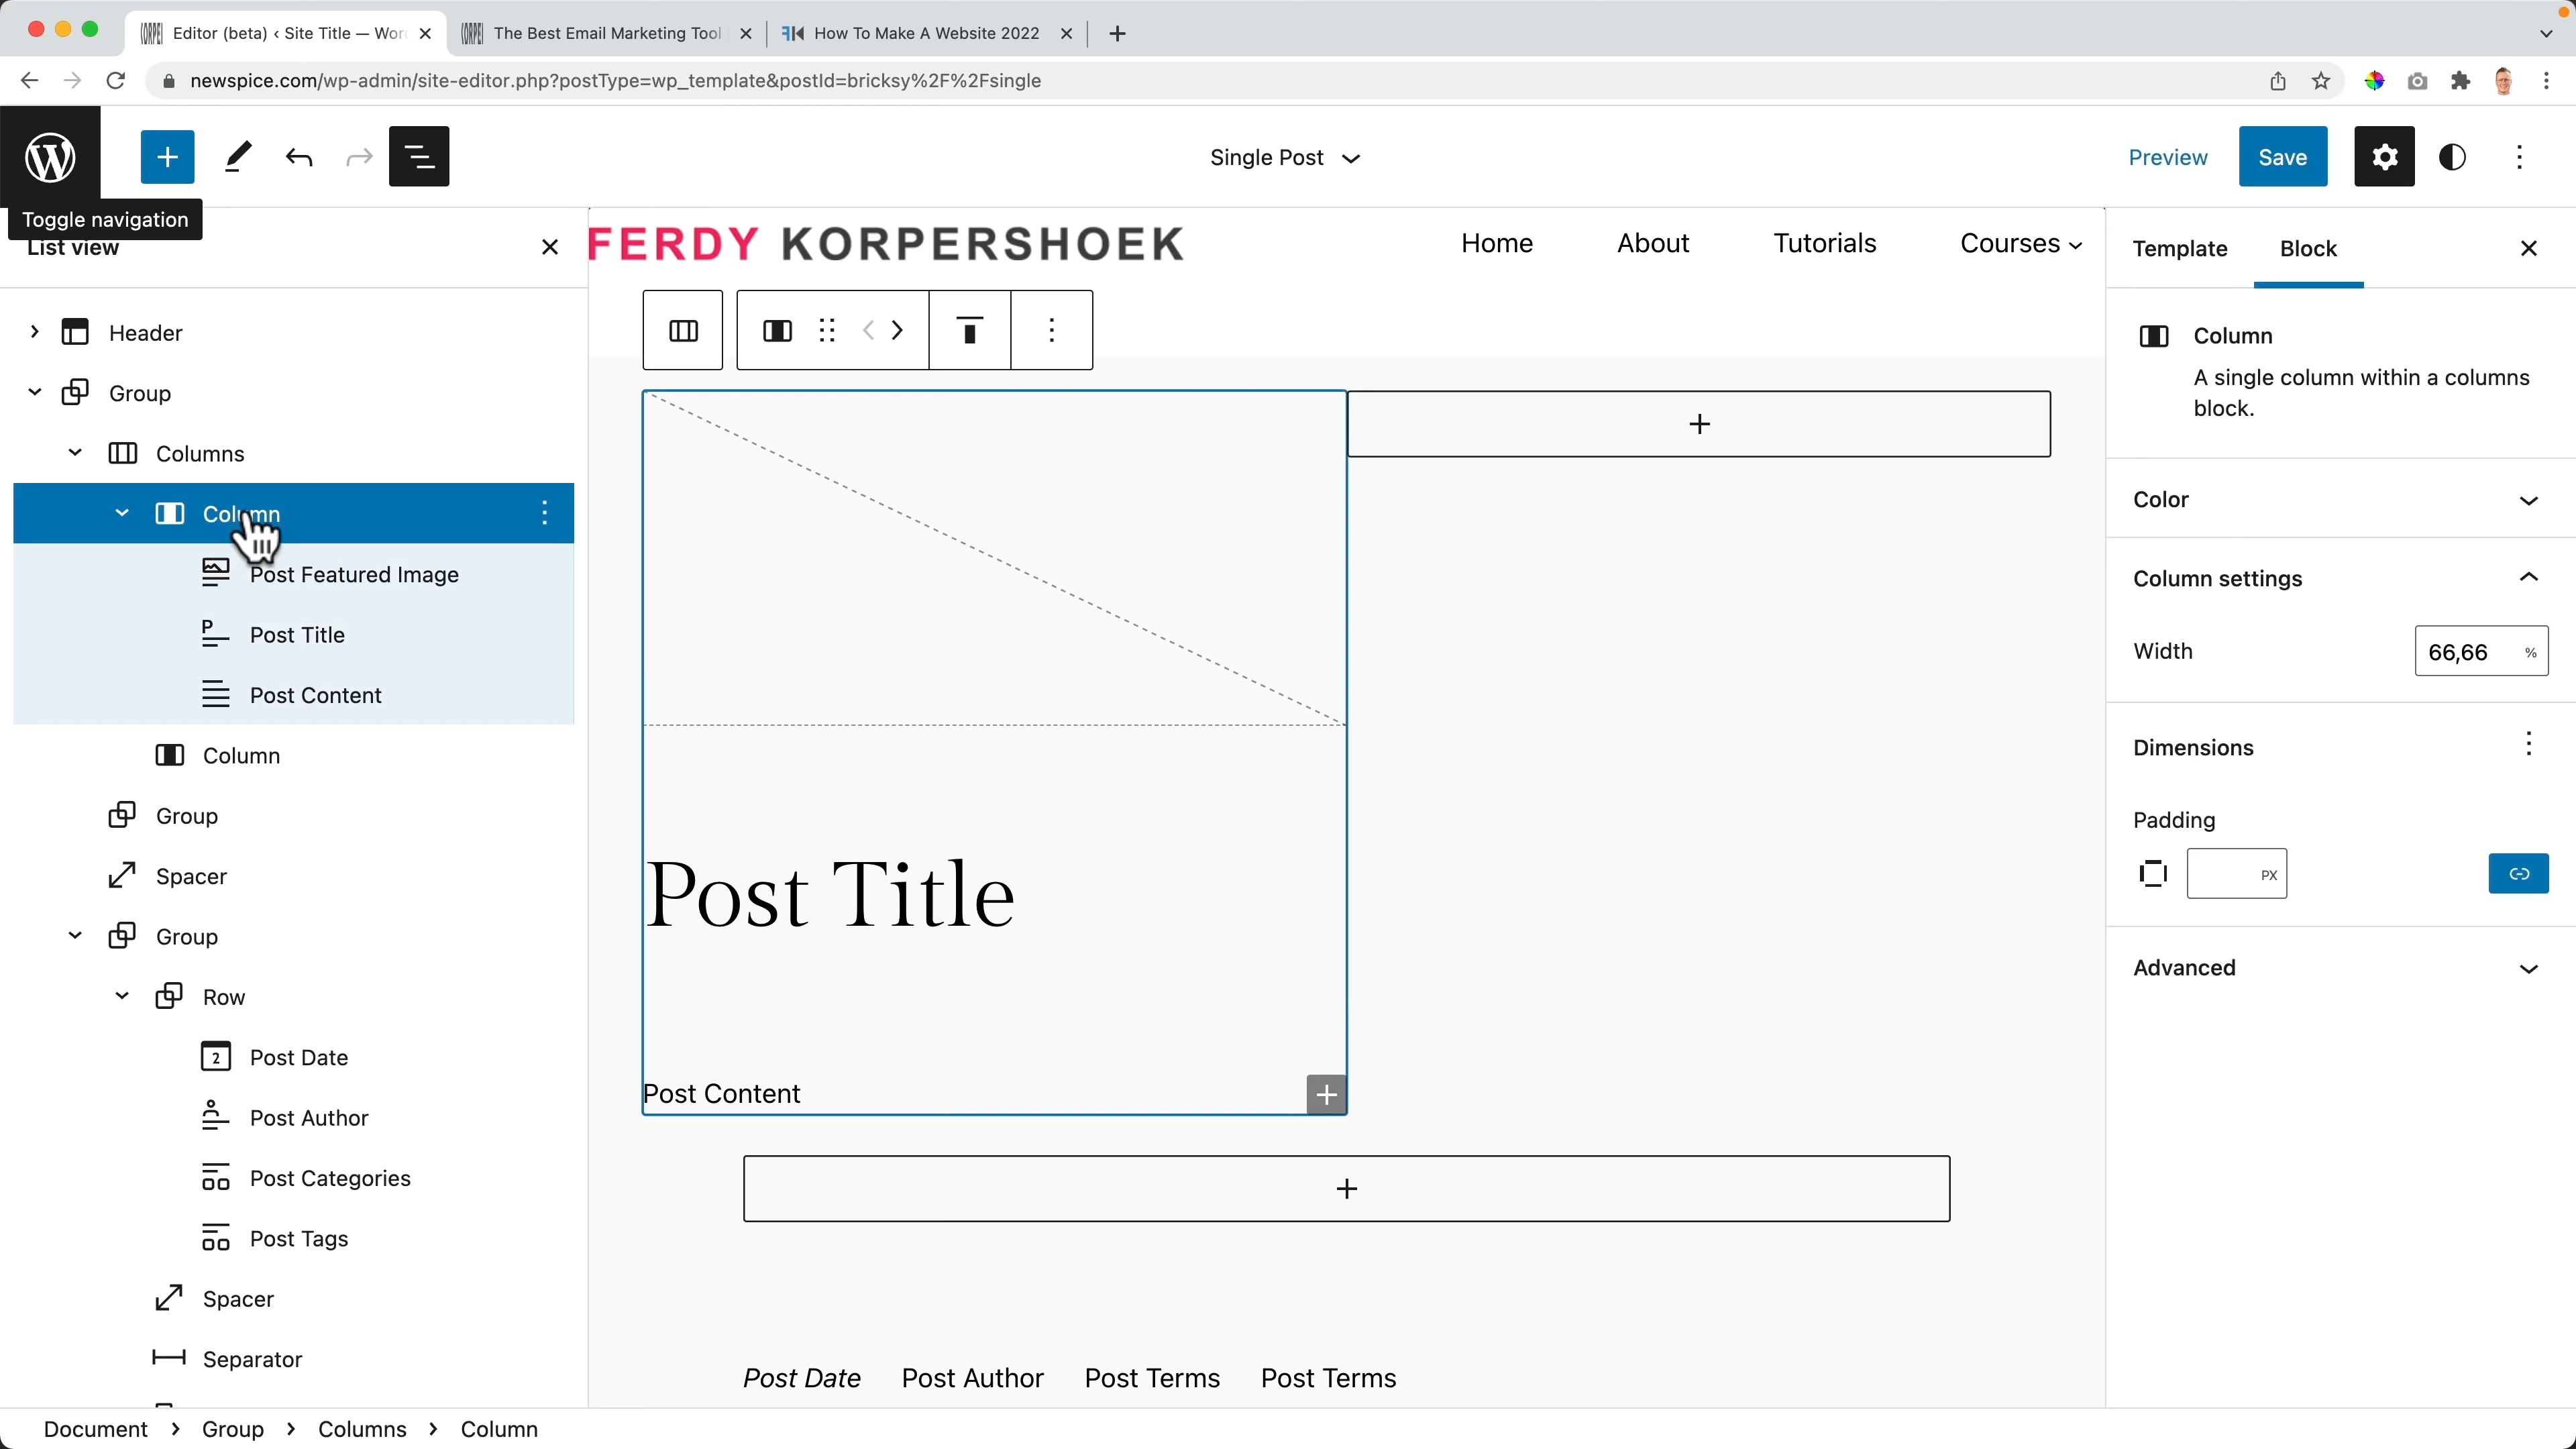 Editor (beta) ‹ Site Title — Wor
The Best Email Marketing Tool
How To Make A Website 2022
newspice.com/wp-admin/site-editor.php?postType=wp_template&postId=bricksy%2F%2Fsingle
Single Post
Preview
Save
Toggle navigation
List view
FERDY KORPERSHOEK
Home
About
Tutorials
Courses
Template
Block
Header
Group
Columns
Column
Post Featured Image
Post Title
Post Content
Column
Group
Spacer
Group
Row
2
Post Date
Post Author
Post Categories
Post Tags
Spacer
Separator
Post Title
Post Content
Post Date
Post Author
Post Terms
Post Terms
Column
A single column within a columns
block.
Color
Column settings
Width
66,66 %
Dimensions
Padding
PX
Advanced
Document
Group
Columns
Column